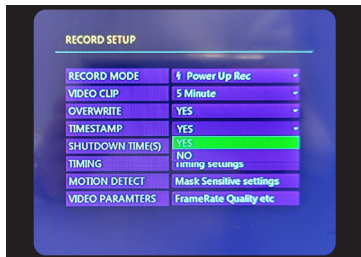 RECORD SETUP
RECORD MODE Power Up Rec
VIDEO CLIP 5 Minute
OVERWRITE YES
TIMESTAMP YES
SHUTDOWN TIME(S) YES
NO
TIMING Timing settings
MOTION DETECT Mask Sensitive settings
VIDEO PARAMTERS FrameRate Quality etc